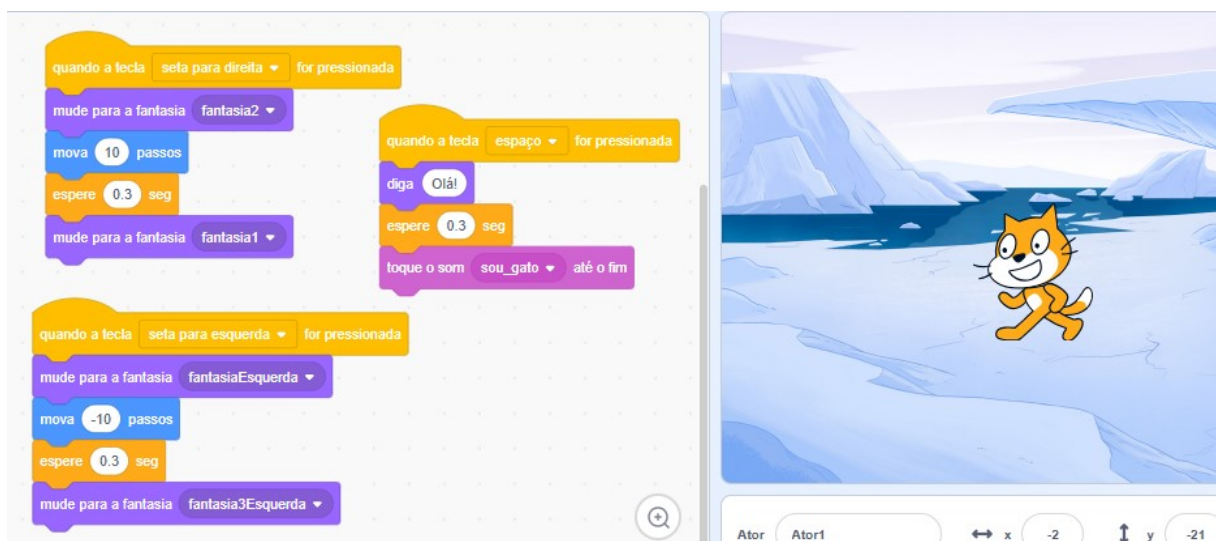 quando a tecla seta para direita for pressionada
mude para a fantasia fantasia2
mova 10 passos
espere 0.3 seg
mude para a fantasia fantasia1
quando a tecla espaço for pressionada
diga Olá!
espere 0.3 seg
toque o som sou_gato até o fim
quando a tecla seta para esquerda for pressionada
mude para a fantasia fantasiaEsquerda
mova -10 passos
espere 0.3 seg
mude para a fantasia fantasia3Esquerda
Ator Ator1 x -2 y -21